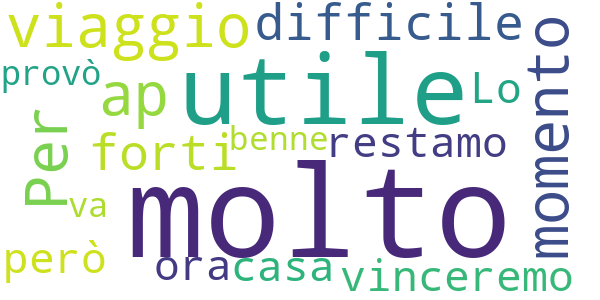 viaggio difficile
provò ap utile Lo momento
Per forti benne restamo
va molto
però ora casa vinceremo